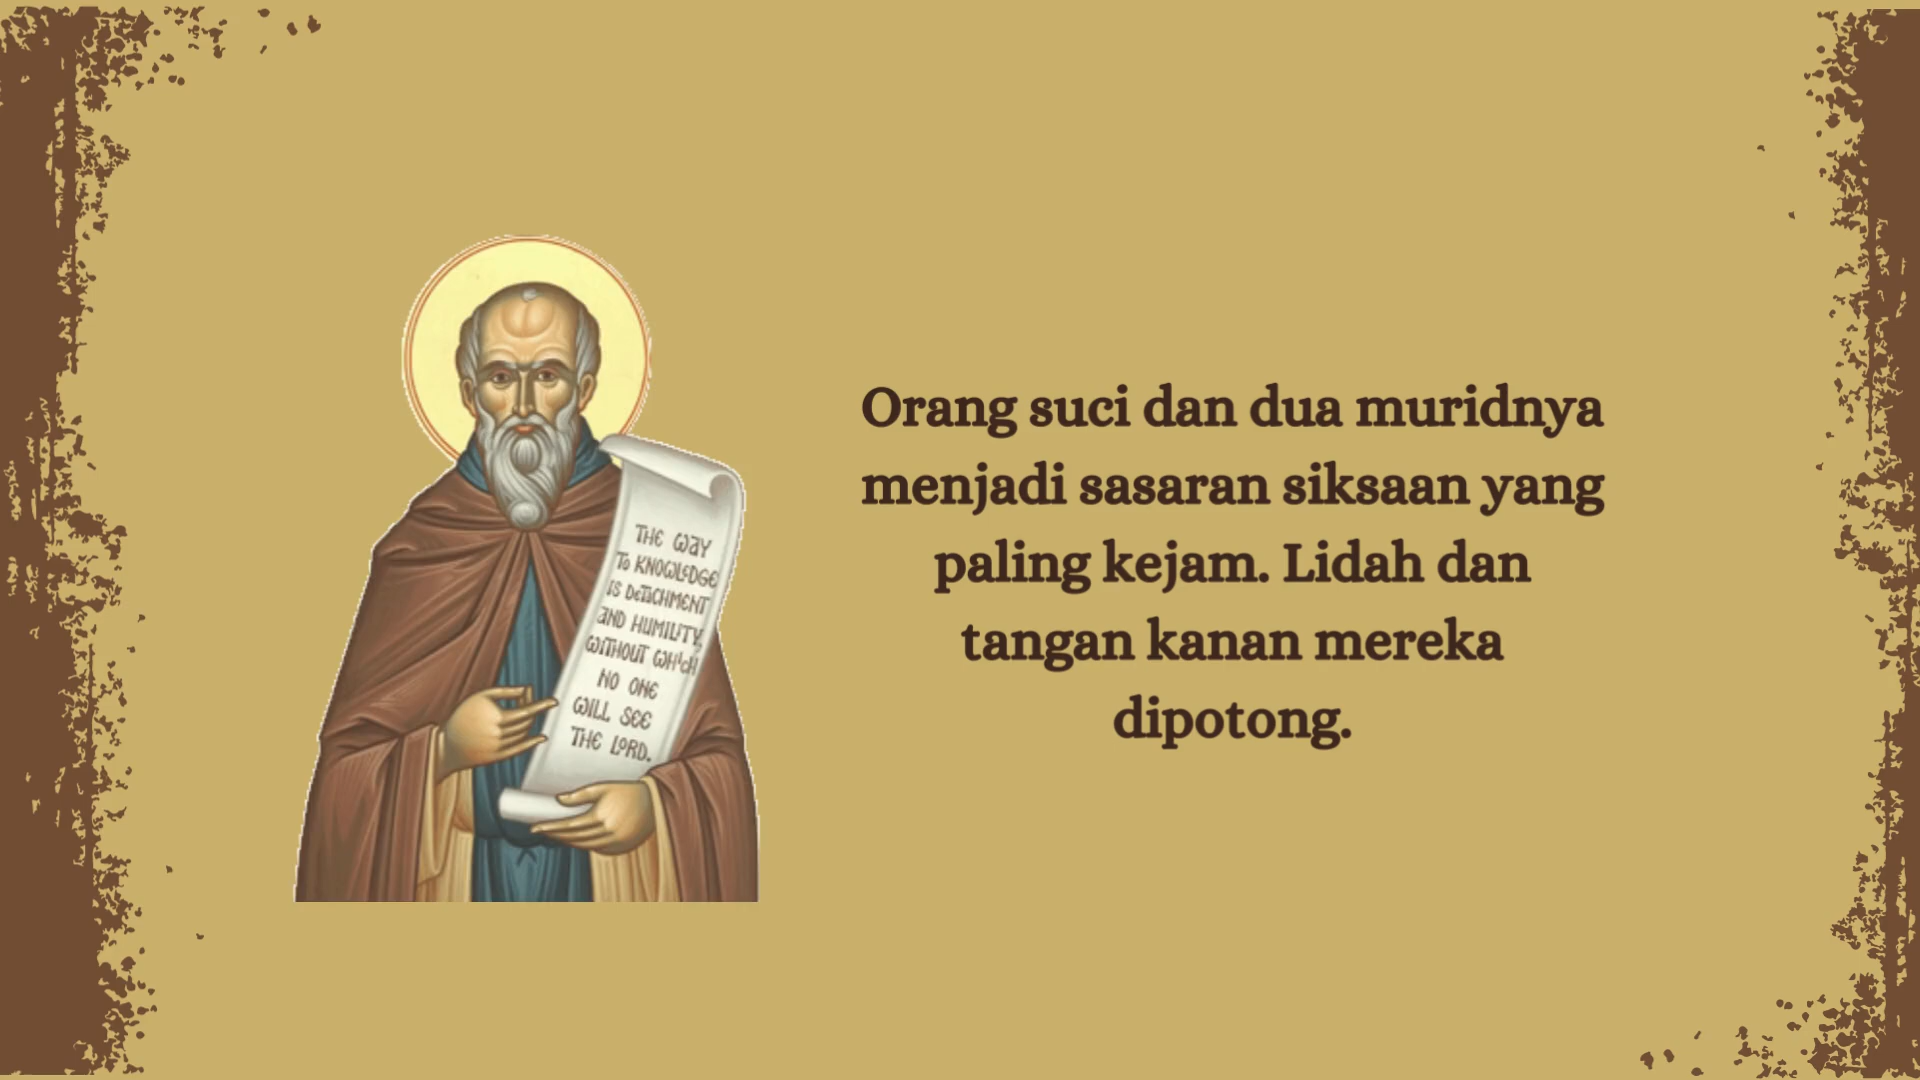 THE WAY
TO KNOWLEDGE
IS DETACHMENT
AND HUMILITY,
WITHOUT WHICH
NO ONE
WILL SEE
THE LORD.
Orang suci dan dua muridnya
menjadi sasaran siksaan yang
paling kejam. Lidah dan
tangan kanan mereka
dipotong.